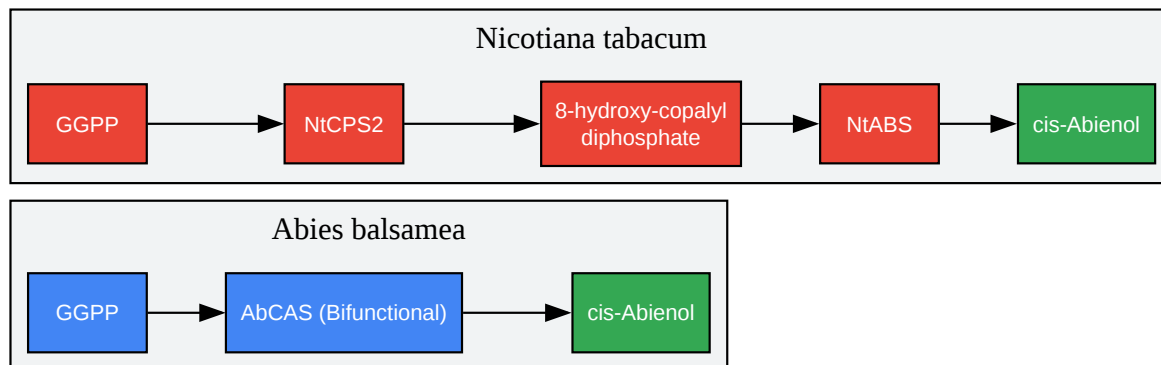 Nicotiana tabacum
GGPP
NtCPS2
8-hydroxy-copalyl
diphosphate
NtABS
cis-Abienol
Abies balsamea
GGPP
AbCAS (Bifunctional)
cis-Abienol